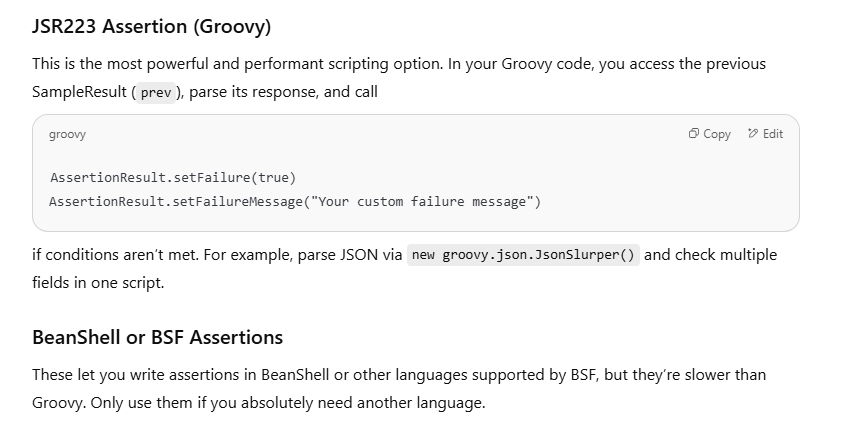 JSR223 Assertion (Groovy)
This is the most powerful and performant scripting option. In your Groovy code, you access the previous
SampleResult ( prev ), parse its response, and call
groovy
Copy
Edit
AssertionResult.setFailure(true)
AssertionResult.setFailureMessage("Your custom failure message")
if conditions aren't met. For example, parse JSON via new groovy.json.JsonSlurper() and check multiple
fields in one script.
BeanShell or BSF Assertions
These let you write assertions in BeanShell or other languages supported by BSF, but they're slower than
Groovy. Only use them if you absolutely need another language.